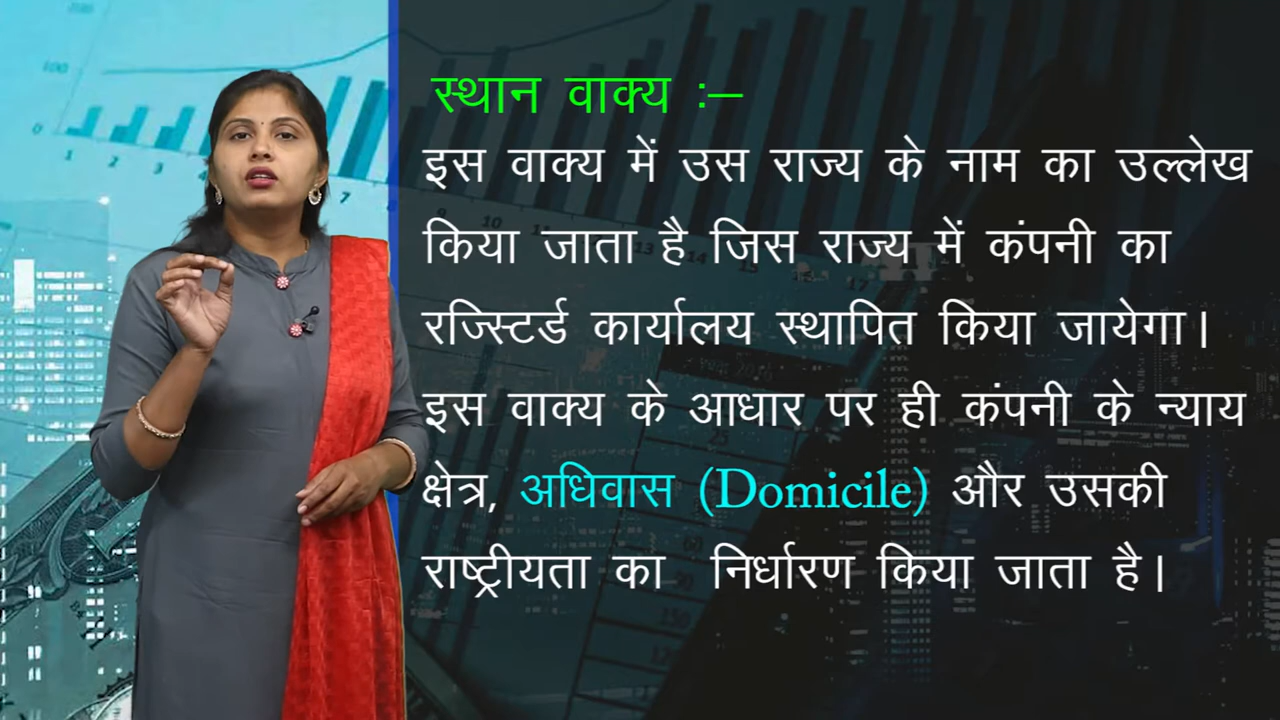 स्थान वाक्य :–
इस वाक्य में उस राज्य के नाम का उल्लेख
किया जाता है जिस राज्य में कंपनी का
रज्स्टिर्ड कार्यालय स्थापित किया जायेगा।
इस वाक्य के आधार पर ही कंपनी के न्याय
क्षेत्र, अधिवास (Domicile) और उसकी
राष्ट्रीयता का निर्धारण किया जाता है।